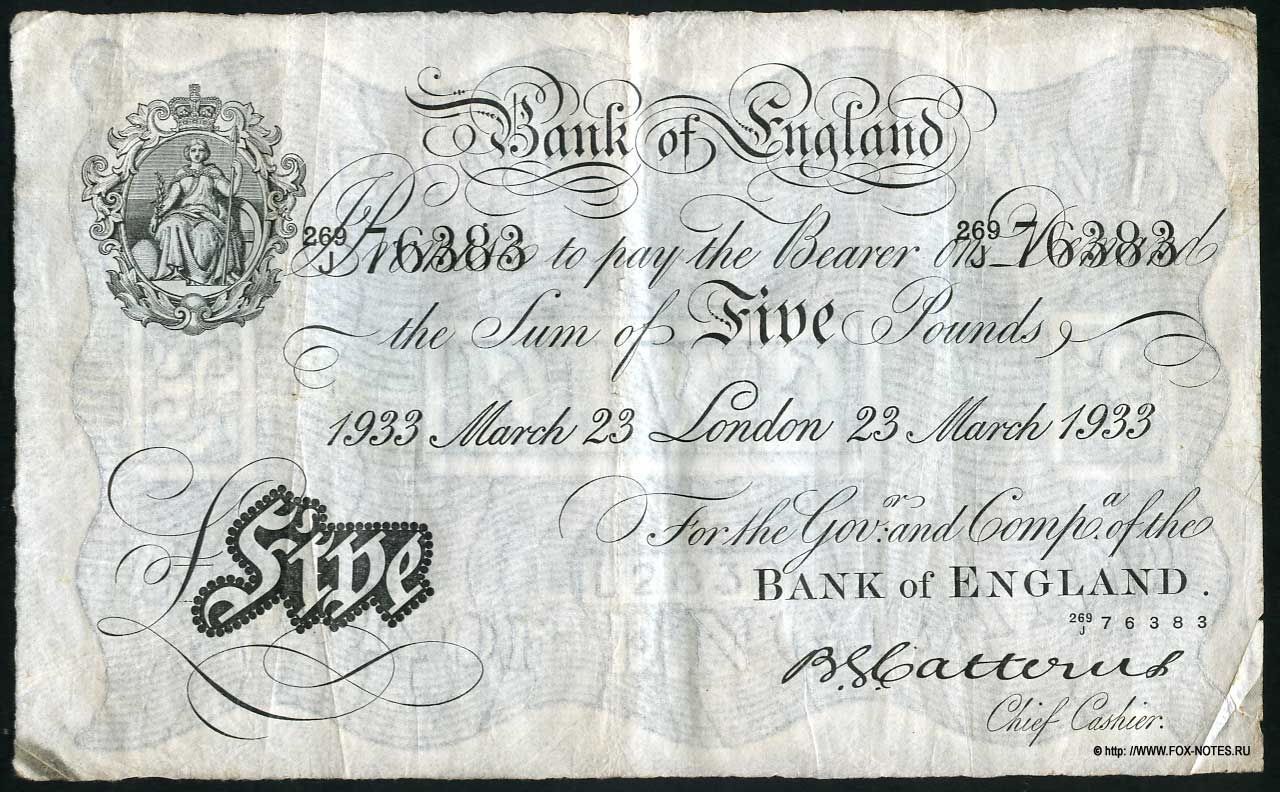 Bank of England
I Promise to pay the Bearer on Demand
269 J 76383 269 J 76383
the Sum of Five Pounds
1933 March 23 London 23 March 1933
For the Govr. and Compa. of the
£Five
BANK of ENGLAND.
269 J 76383
B.G. Catterns
Chief Cashier.
© http: //WWW.FOX-NOTES.RU